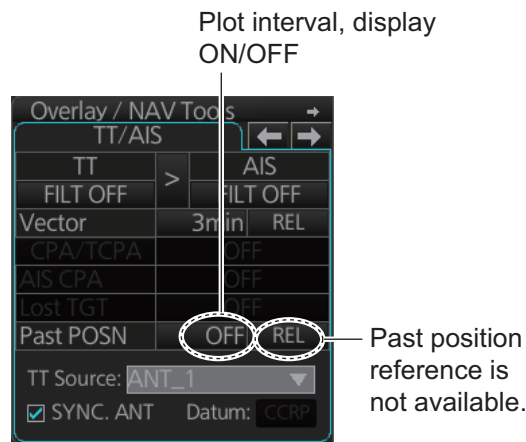 Plot interval, display
ON/OFF
Overlay / NAV Tools
TT/AIS
TT > AIS
FILT OFF FILT OFF
Vector 3min REL
CPA/TCPA OFF
AIS CPA OFF
Lost TGT OFF
Past POSN OFF REL
Past position
reference is
not available.
TT Source: ANT_1
SYNC. ANT Datum: CCRP